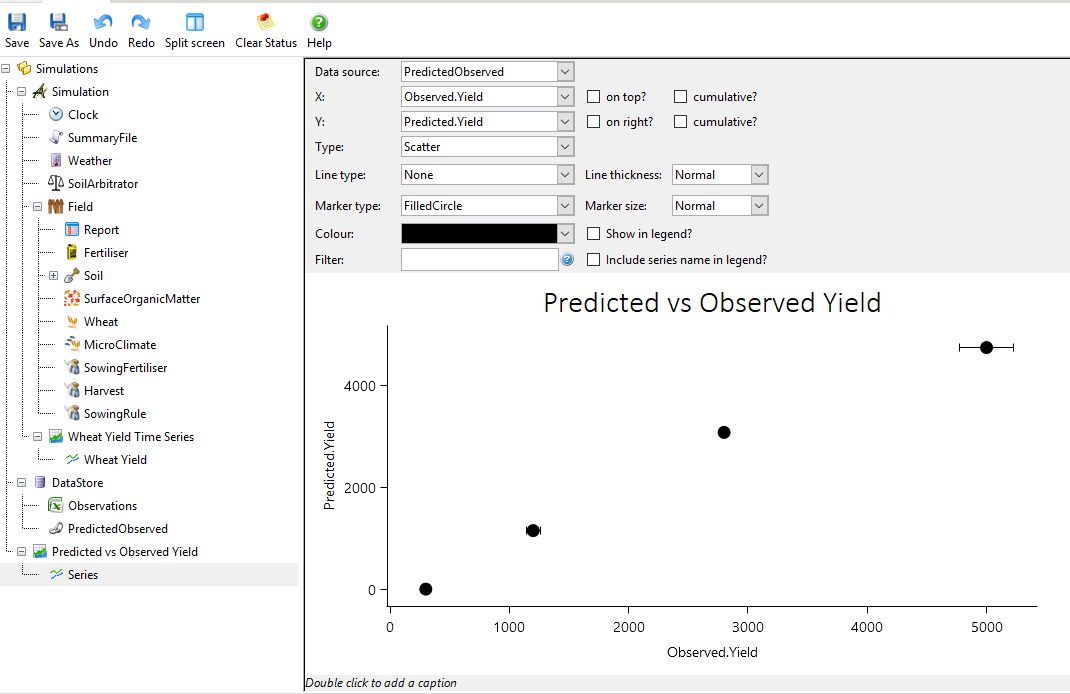 Save Save As Undo Redo Split screen Clear Status Help
Simulations
Simulation
Clock
SummaryFile
Weather
SoilArbitrator
Field
Report
Fertiliser
Soil
SurfaceOrganicMatter
Wheat
MicroClimate
SowingFertiliser
Harvest
SowingRule
Wheat Yield Time Series
Wheat Yield
DataStore
Observations
PredictedObserved
Predicted vs Observed Yield
Series
Data source: PredictedObserved
X: Observed.Yield on top? cumulative?
Y: Predicted.Yield on right? cumulative?
Type: Scatter
Line type: None Line thickness: Normal
Marker type: FilledCircle Marker size: Normal
Colour: Show in legend?
Filter: Include series name in legend?
Predicted vs Observed Yield
Predicted.Yield
4000
2000
0
0 1000 2000 3000 4000 5000
Observed.Yield
Double click to add a caption